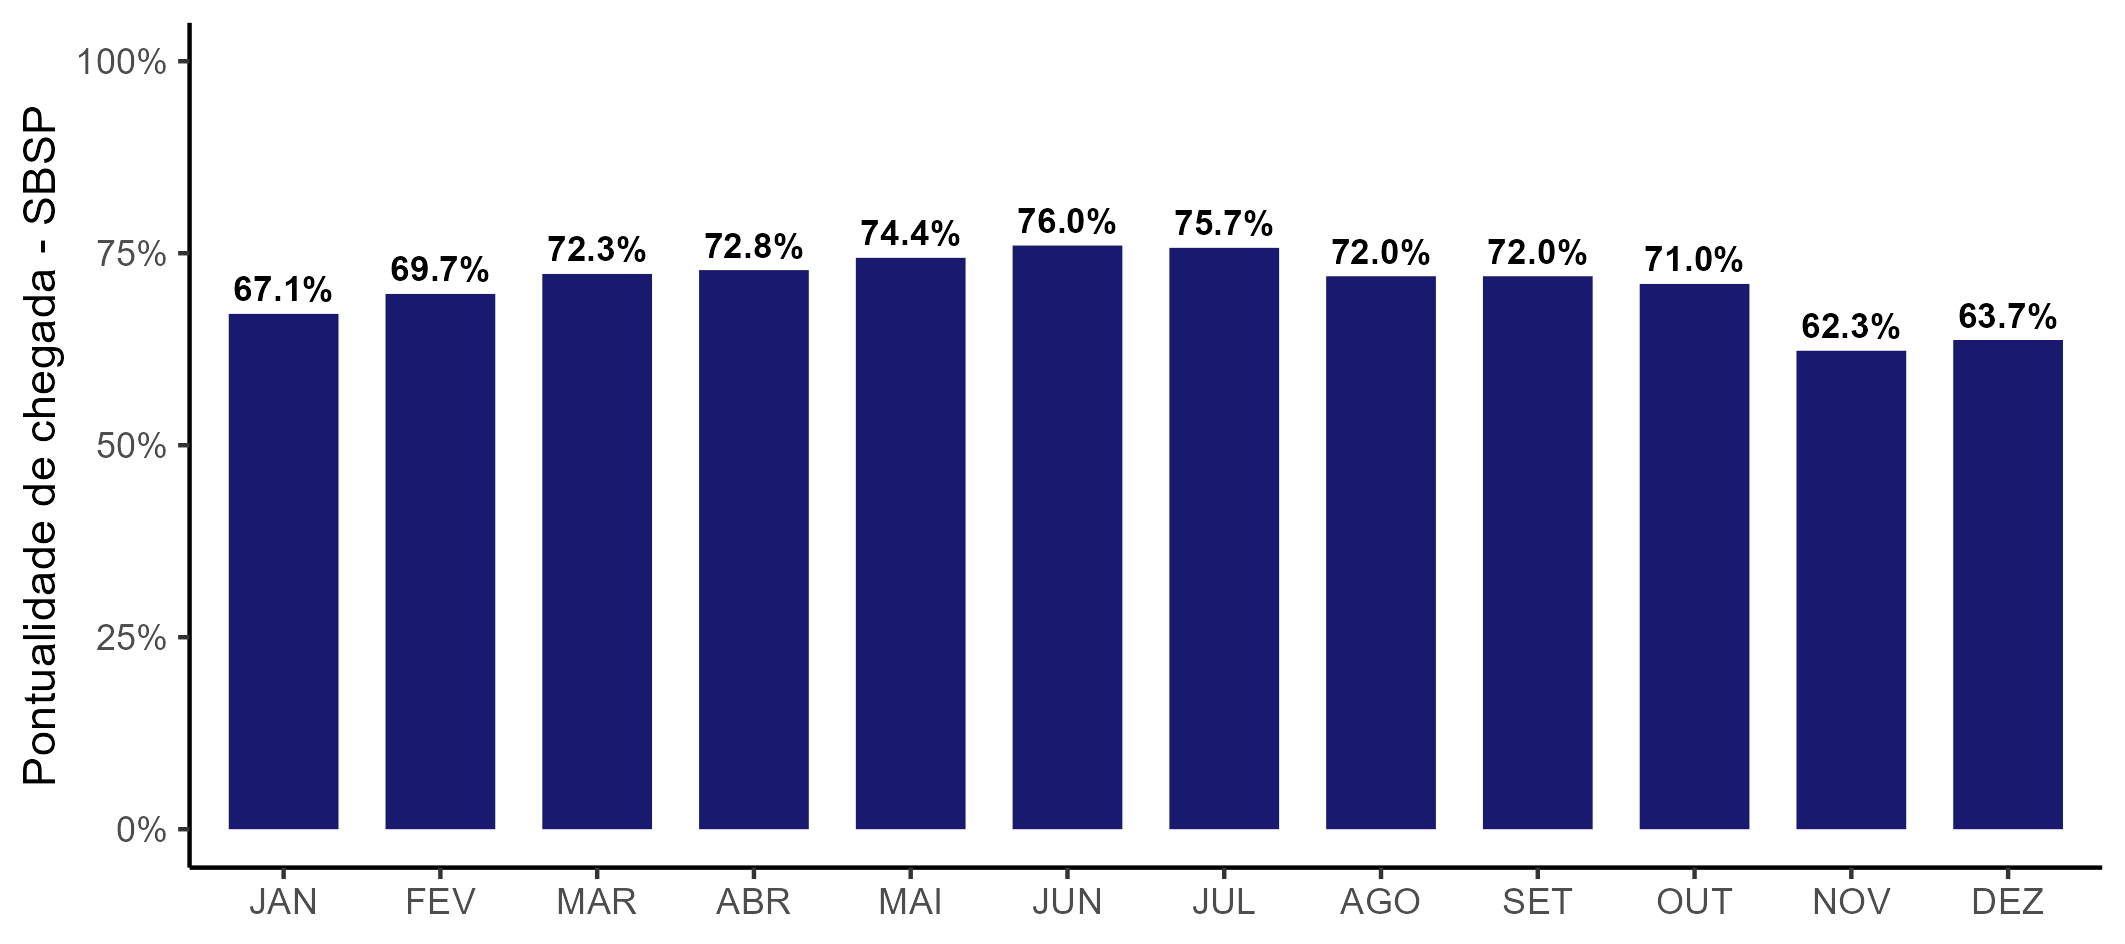 Pontualidade de chegada - SBSP
100%
75%
50%
25%
0%
67.1% 69.7% 72.3% 72.8% 74.4% 76.0% 75.7% 72.0% 72.0% 71.0% 62.3% 63.7%
JAN FEV MAR ABR MAI JUN JUL AGO SET OUT NOV DEZ